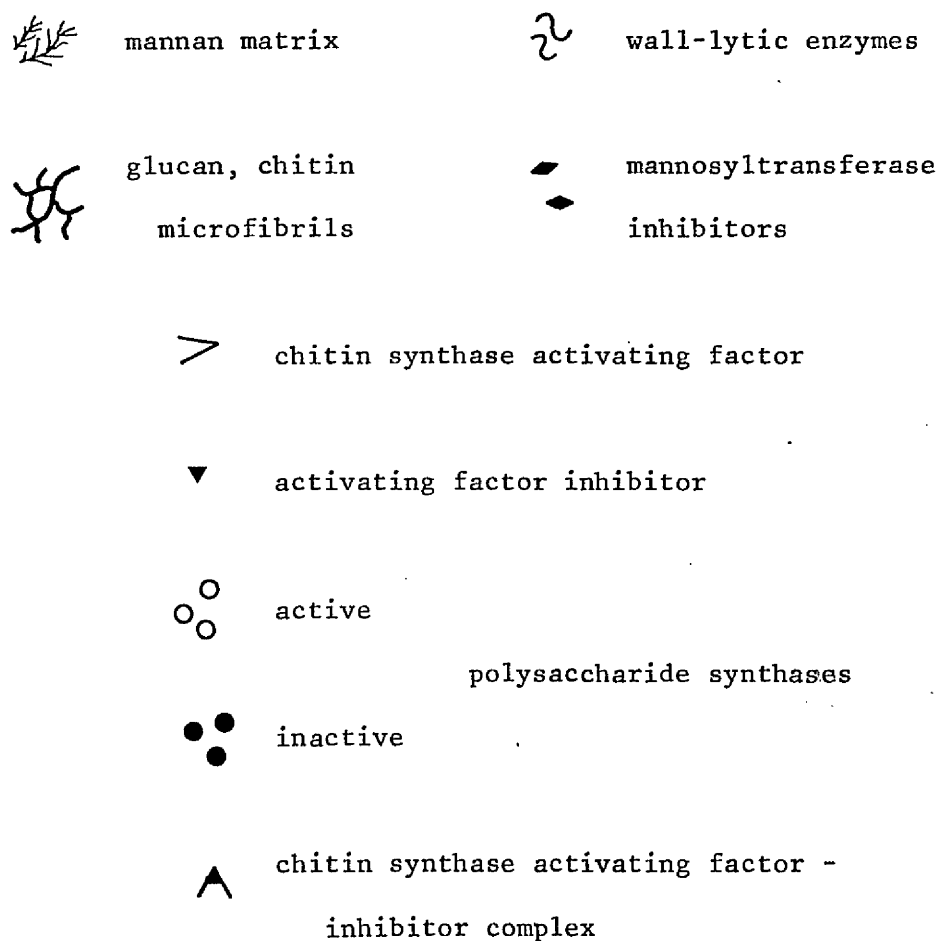 mannan matrix
wall-lytic enzymes
glucan, chitin
microfibrils
mannosyltransferase
inhibitors
chitin synthase activating factor
activating factor inhibitor
active
polysaccharide synthases
inactive
chitin synthase activating factor -
inhibitor complex